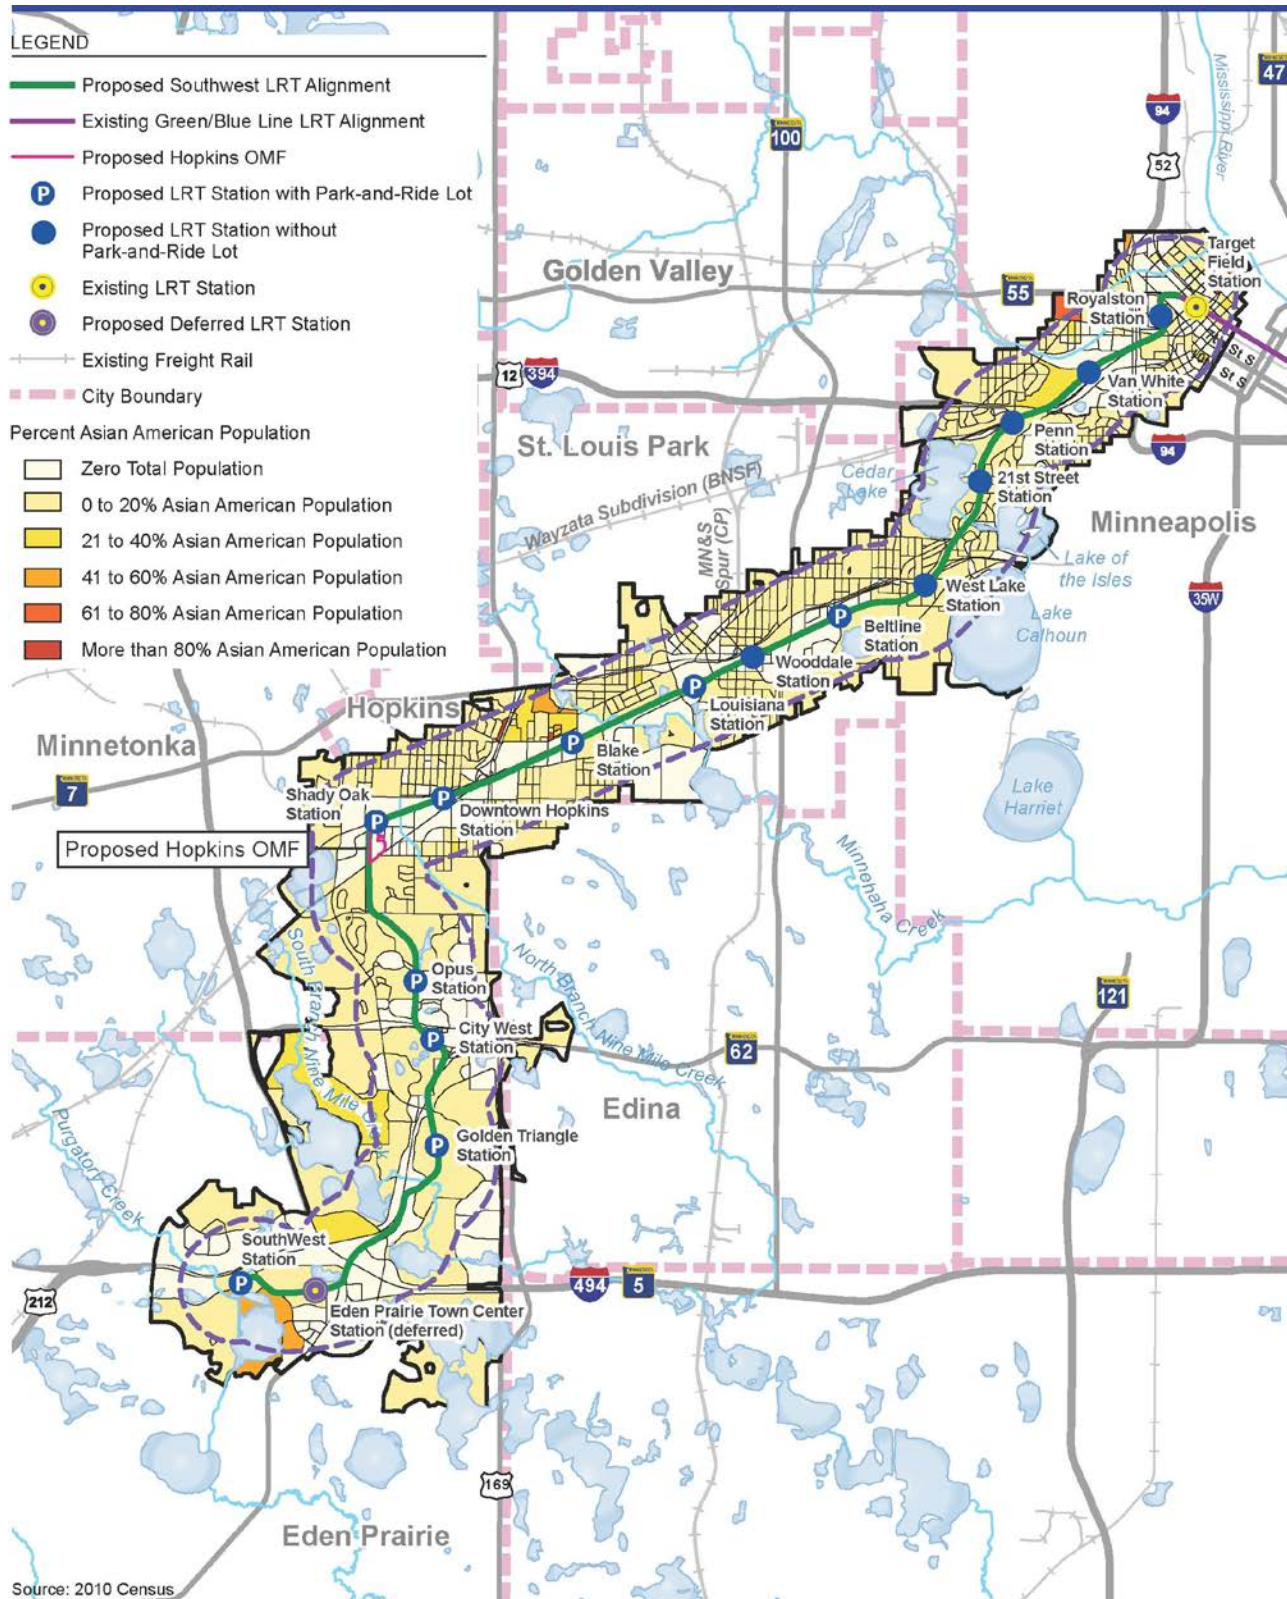 LEGEND
Proposed Southwest LRT Alignment
Existing Green/Blue Line LRT Alignment
Proposed Hopkins OMF
P
Proposed LRT Station with Park-and-Ride Lot
Proposed LRT Station without
Park-and-Ride Lot
Existing LRT Station
Proposed Deferred LRT Station
Existing Freight Rail
City Boundary
Percent Asian American Population
Zero Total Population
0 to 20% Asian American Population
21 to 40% Asian American Population
41 to 60% Asian American Population
61 to 80% Asian American Population
More than 80% Asian American Population
47
94
52
100
Mississippi River
Golden Valley
55
Target
Field
Station
Royalston
Station
St S
St S
12
394
Van White
Station
Penn
Station
94
St. Louis Park
Wayzata Subdivision (BNSF)
MN&S
Spur (CP)
Cedar
Lake
21st Street
Station
Minneapolis
Lake of
the Isles
35W
West Lake
Station
Lake
Calhoun
P
Beltline
Station
Wooddale
Station
P
Louisiana
Station
Hopkins
Minnetonka
7
P
Blake
Station
Lake
Harriet
Shady Oak
Station
P
P
Downtown Hopkins
Station
Proposed Hopkins OMF
Minnehaha Creek
South Branch Nine Mile Creek
North Branch Nine Mile Creek
P
Opus
Station
121
P
City West
Station
62
Edina
Purgatory Creek
P
Golden Triangle
Station
SouthWest
Station
P
494
5
212
Eden Prairie Town Center
Station (deferred)
169
Eden Prairie
Source: 2010 Census